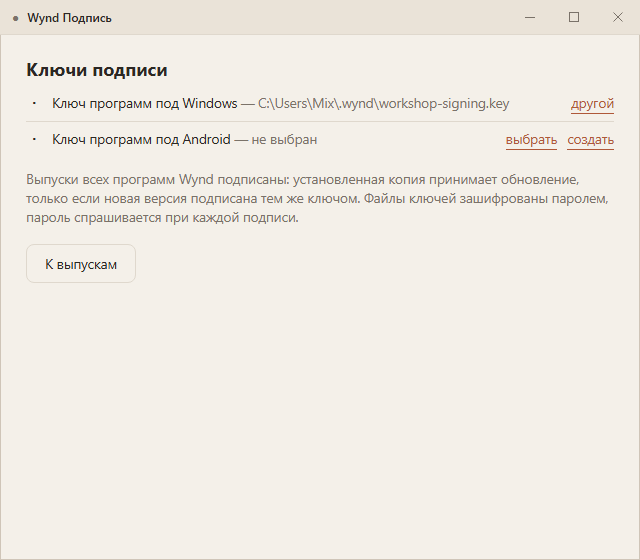 Wynd Подпись
Ключи подписи
· Ключ программ под Windows — C:\Users\Mix\.wynd\workshop-signing.key другой
· Ключ программ под Android — не выбран выбрать создать
Выпуски всех программ Wynd подписаны: установленная копия принимает обновление,
только если новая версия подписана тем же ключом. Файлы ключей зашифрованы паролем,
пароль спрашивается при каждой подписи.
К выпускам